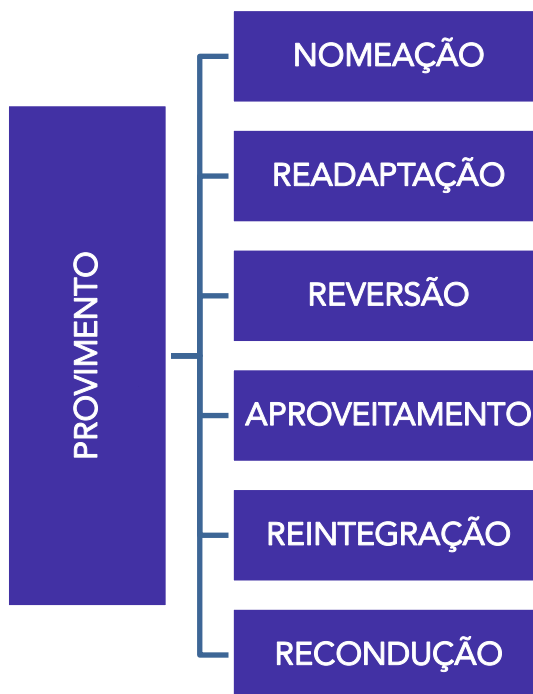 PROVIMENTO
NOMEAÇÃO
READAPTAÇÃO
REVERSÃO
APROVEITAMENTO
REINTEGRAÇÃO
RECONDUÇÃO